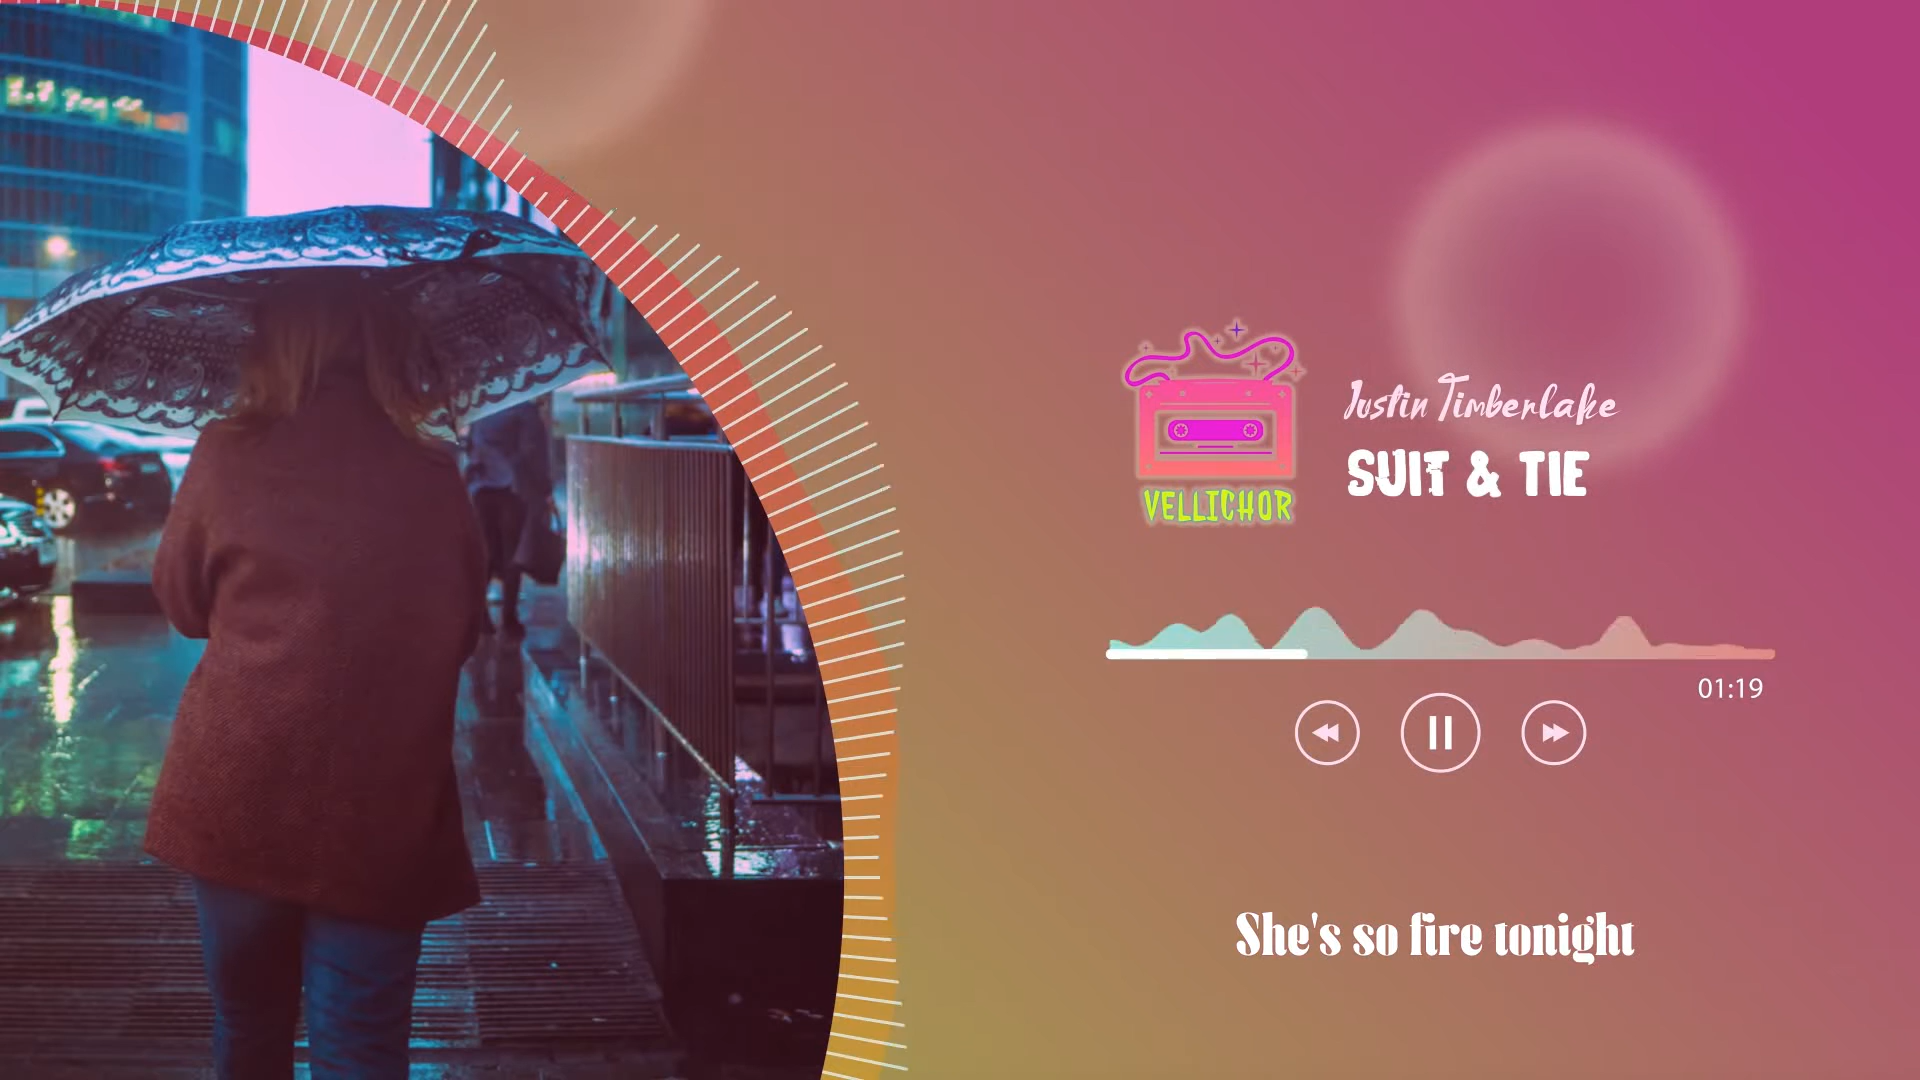 Justin Timberlake
SUIT & TIE
VELLICHOR
01:19
She's so fire tonight